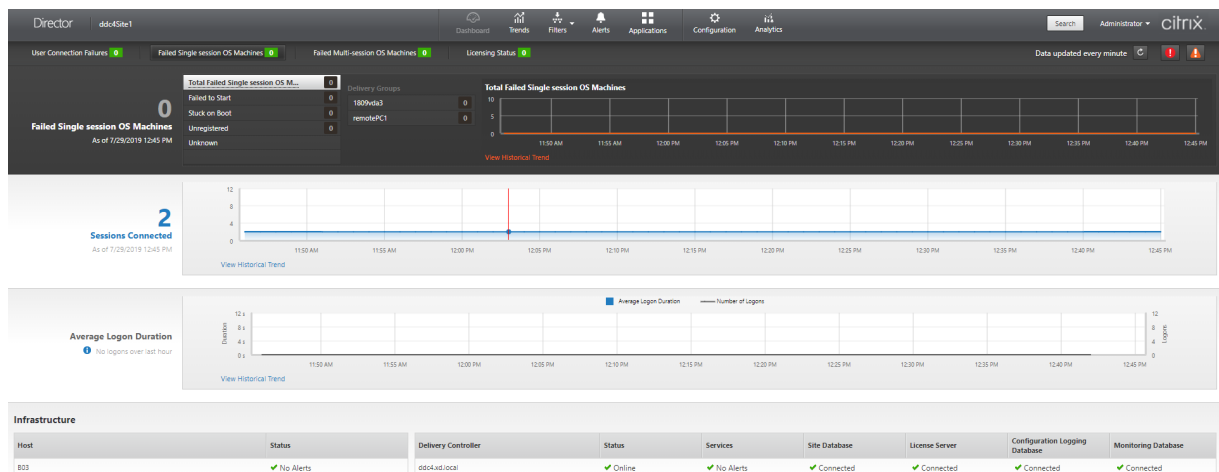 Director ddc4Site1 Dashboard Trends Filters Alerts Applications Configuration Analytics Search Administrator citrix
User Connection Failures 0 Failed Single session OS Machines 0 Failed Multi-session OS Machines 0 Licensing Status 0 Data updated every minute
0
Failed Single session OS Machines
As of 7/29/2019 12:45 PM
Total Failed Single session OS M... 0
Failed to Start 0
Stuck on Boot 0
Unregistered 0
Unknown
Delivery Groups
1809vda3 0
remotePC1 0
Total Failed Single session OS Machines
10
5
0
11:50 AM 11:55 AM 12:00 PM 12:05 PM 12:10 PM 12:15 PM 12:20 PM 12:25 PM 12:30 PM 12:35 PM 12:40 PM 12:45 PM
View Historical Trend
2
Sessions Connected
As of 7/29/2019 12:45 PM
12
8
4
0
11:50 AM 11:55 AM 12:00 PM 12:05 PM 12:10 PM 12:15 PM 12:20 PM 12:25 PM 12:30 PM 12:35 PM 12:40 PM 12:45 PM
View Historical Trend
Average Logon Duration
No logons over last hour
Average Logon Duration Number of Logons
Duration
12 s
8 s
4 s
0 s
12
8
4
0
Logons
11:50 AM 11:55 AM 12:00 PM 12:05 PM 12:10 PM 12:15 PM 12:20 PM 12:25 PM 12:30 PM 12:35 PM 12:40 PM 12:45 PM
View Historical Trend
Infrastructure
Host Status Delivery Controller Status Services Site Database License Server Configuration Logging Database Monitoring Database
B03 No Alerts ddc4.xd.local Online No Alerts Connected Connected Connected Connected